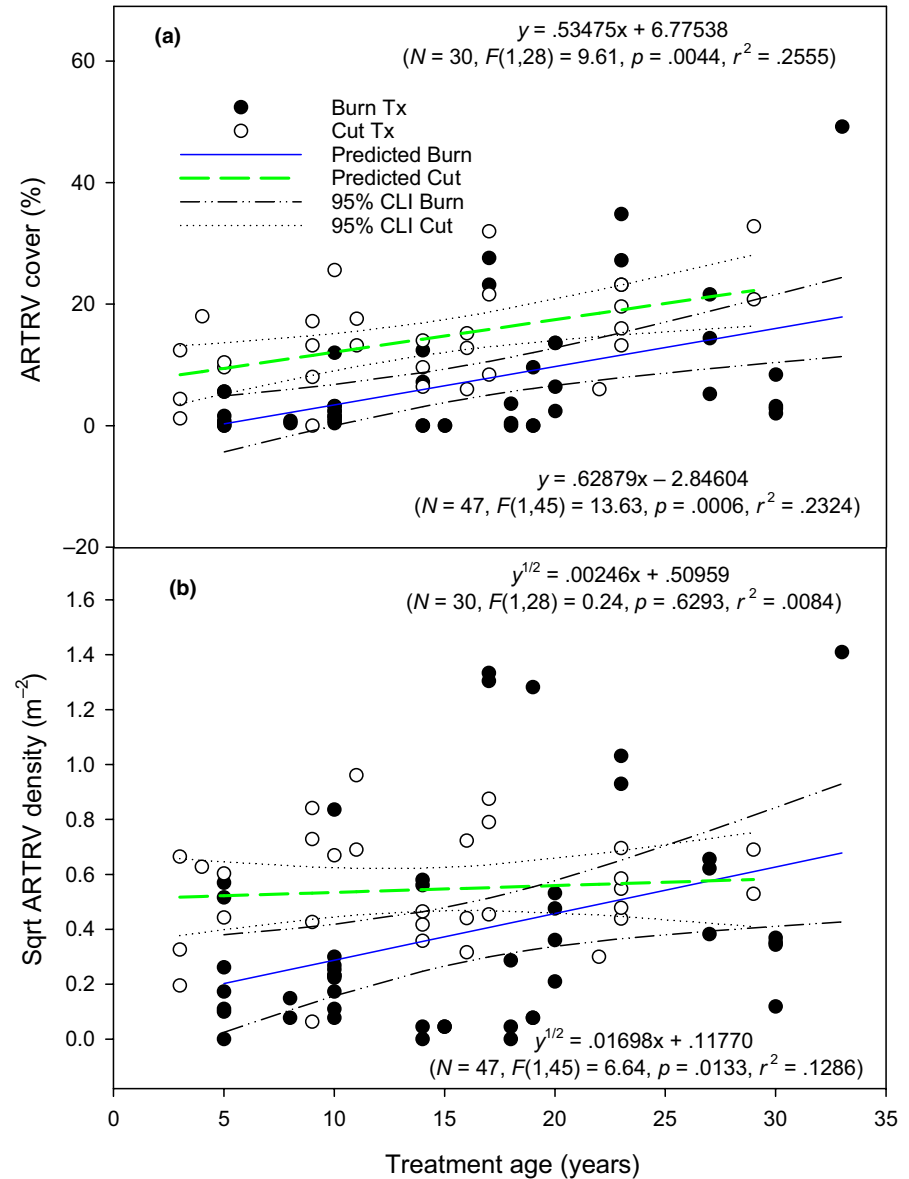 (a)
y = .53475x + 6.77538
(N = 30, F(1,28) = 9.61, p = .0044, r² = .2555)
Burn Tx
Cut Tx
Predicted Burn
Predicted Cut
95% CLI Burn
95% CLI Cut
ARTRV cover (%)
60
40
20
0
–20
y = .62879x – 2.84604
(N = 47, F(1,45) = 13.63, p = .0006, r² = .2324)
(b)
y^1/2 = .00246x + .50959
(N = 30, F(1,28) = 0.24, p = .6293, r² = .0084)
Sqrt ARTRV density (m⁻²)
1.6
1.4
1.2
1.0
0.8
0.6
0.4
0.2
0.0
y^1/2 = .01698x + .11770
(N = 47, F(1,45) = 6.64, p = .0133, r² = .1286)
0 5 10 15 20 25 30 35
Treatment age (years)